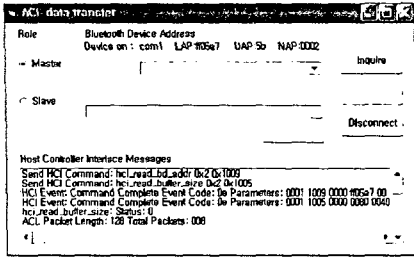 ACL data transfer
Role
Bluetooth Device Address
Device on : com1 LAP:ff05e7 UAP:5b NAP:0002
Master
Inquire
Slave
Disconnect
Host Controller Interface Messages
Send HCI Command: hci_read_bd_addr 0x2 0x1009
Send HCI Command: hci_read_buffer_size 0x2 0x1005
HCI Event: Command Complete Event Code: 0e Parameters: 0001 1009 0000 ff05e7 00
HCI Event: Command Complete Event Code: 0e Parameters: 0001 1005 0000 0080 0040
hci_read_buffer_size: Status: 0
ACL Packet Length: 128 Total Packets: 008